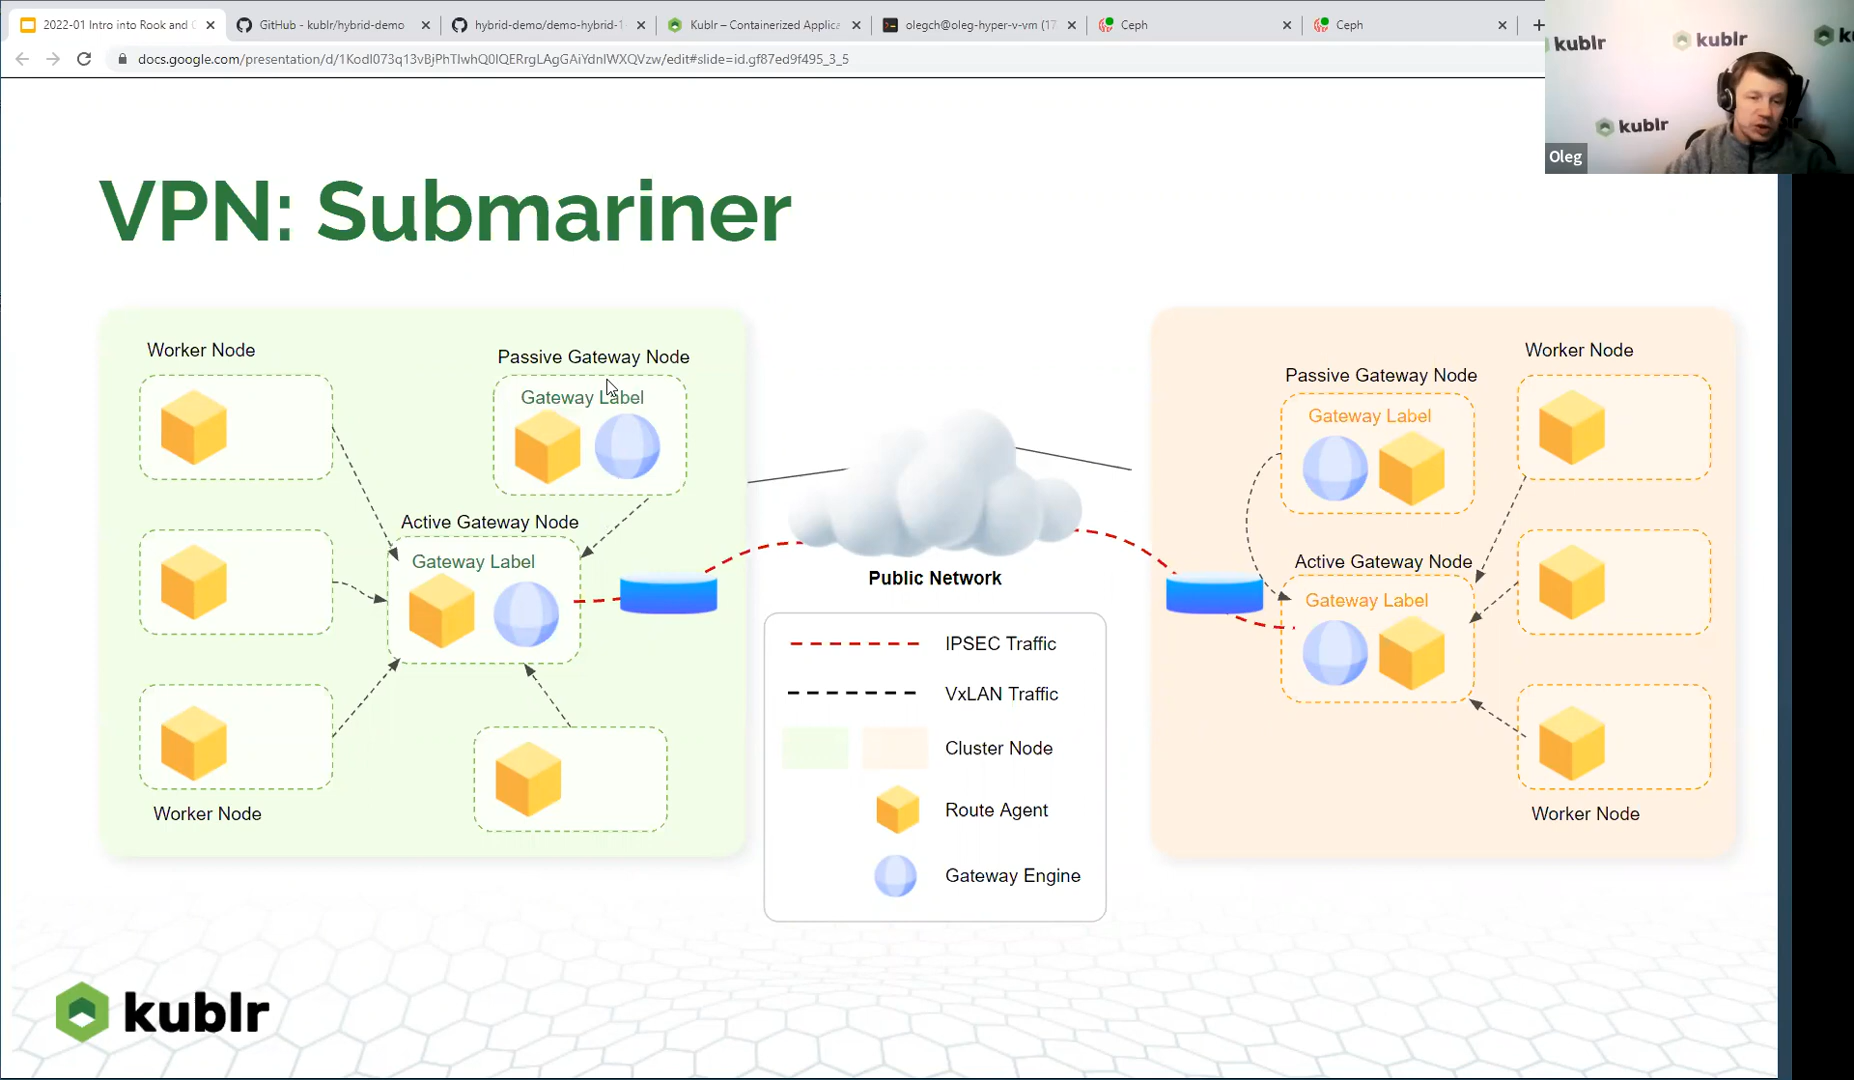 2022-01 Intro into Rook and C
GitHub - kublr/hybrid-demo
hybrid-demo/demo-hybrid-1
Kublr – Containerized Applica
olegch@oleg-hyper-v-vm (17
Ceph
Ceph
docs.google.com/presentation/d/1Kodl073q13vBjPhTlwhQ0lQERrgLAgGAiYdnlWXQVzw/edit#slide=id.gf87ed9f495_3_5
kublr
kublr
kublr
Oleg
VPN: Submariner
Worker Node
Passive Gateway Node
Gateway Label
Active Gateway Node
Gateway Label
Worker Node
Public Network
IPSEC Traffic
VxLAN Traffic
Cluster Node
Route Agent
Gateway Engine
Worker Node
Passive Gateway Node
Gateway Label
Active Gateway Node
Gateway Label
Worker Node
kublr